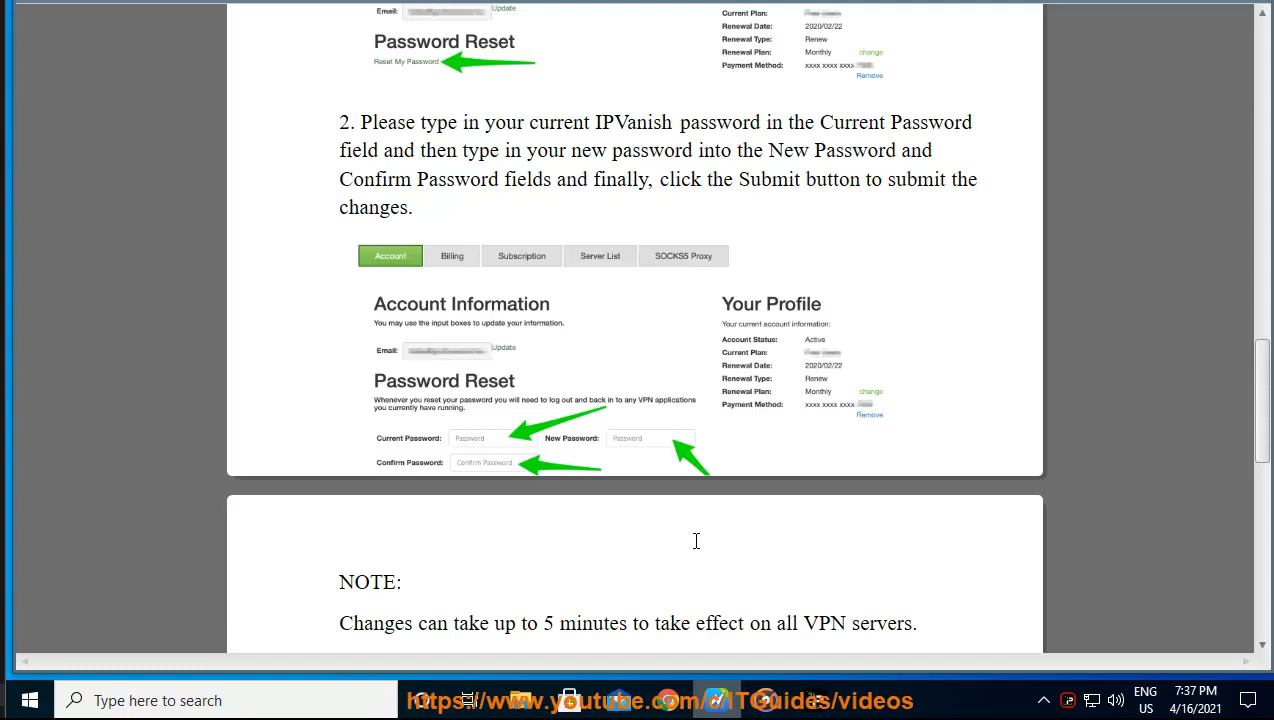 Email: Update
Current Plan:
Renewal Date: 2020/02/22
Password Reset
Renewal Type: Renew
Renewal Plan: Monthly change
Reset My Password
Payment Method: xxxx xxxx xxxx
Remove
2. Please type in your current IPVanish password in the Current Password
field and then type in your new password into the New Password and
Confirm Password fields and finally, click the Submit button to submit the
changes.
Account Billing Subscription Server List SOCKS5 Proxy
Account Information
You may use the input boxes to update your information.
Email: Update
Password Reset
Whenever you reset your password you will need to log out and back in to any VPN applications
you currently have running.
Current Password: Password New Password: Password
Confirm Password: Confirm Password
Your Profile
Your current account information:
Account Status: Active
Current Plan:
Renewal Date: 2020/02/22
Renewal Type: Renew
Renewal Plan: Monthly change
Payment Method: xxxx xxxx xxxx
Remove
NOTE:
Changes can take up to 5 minutes to take effect on all VPN servers.
Type here to search
https://www.youtube.com/c/ITGuides/videos
ENG
US
7:37 PM
4/16/2021